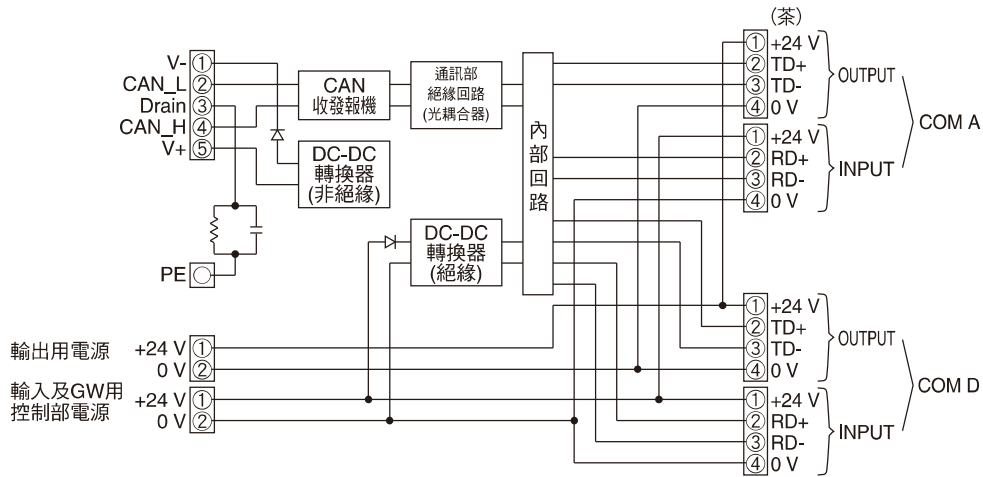 V- ①
CAN_L ②
Drain ③
CAN_H ④
V+ ⑤
PE
CAN
收發報機
通訊部
絕緣回路
(光耦合器)
DC-DC
轉換器
(非絕緣)
DC-DC
轉換器
(絕緣)
內
部
回
路
輸出用電源
+24 V ①
0 V ②
輸入及GW用
控制部電源
+24 V ①
0 V ②
(茶)
① +24 V
② TD+
③ TD-
④ 0 V
OUTPUT
① +24 V
② RD+
③ RD-
④ 0 V
INPUT
COM A
① +24 V
② TD+
③ TD-
④ 0 V
OUTPUT
① +24 V
② RD+
③ RD-
④ 0 V
INPUT
COM D